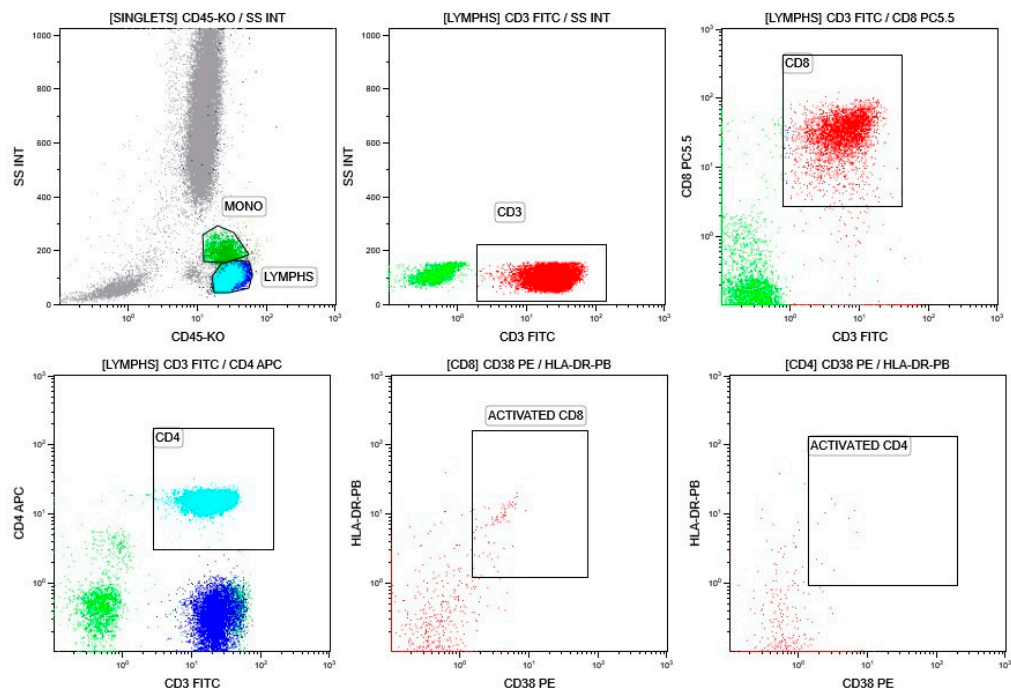 [SINGLETS] CD45-KO / SS INT
1000
800
600
400
200
0
SS INT
MONO
LYMPHS
10⁰ 10¹ 10² 10³
CD45-KO
[LYMPHS] CD3 FITC / SS INT
1000
800
600
400
200
0
SS INT
CD3
10⁰ 10¹ 10² 10³
CD3 FITC
[LYMPHS] CD3 FITC / CD8 PC5.5
10³
10²
10¹
10⁰
CD8 PC5.5
CD8
10⁰ 10¹ 10² 10³
CD3 FITC
[LYMPHS] CD3 FITC / CD4 APC
10³
10²
10¹
10⁰
CD4 APC
CD4
10⁰ 10¹ 10² 10³
CD3 FITC
[CD8] CD38 PE / HLA-DR-PB
10³
10²
10¹
10⁰
HLA-DR-PB
ACTIVATED CD8
10⁰ 10¹ 10² 10³
CD38 PE
[CD4] CD38 PE / HLA-DR-PB
10³
10²
10¹
10⁰
HLA-DR-PB
ACTIVATED CD4
10⁰ 10¹ 10² 10³
CD38 PE